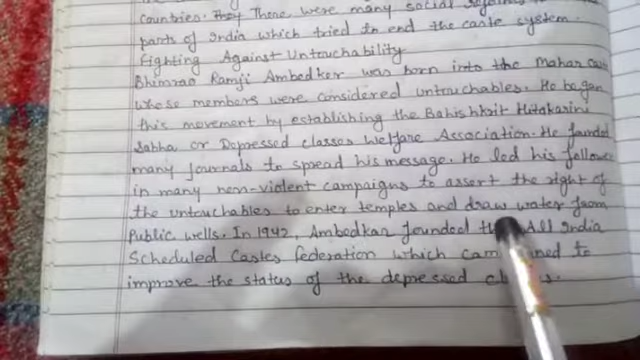 countries. They There were many social
parts of India which tried to end the caste system.
Fighting Against Untouchability
Bhimrao Ramji Ambedker was born into the Mahar Caste
whose members were considered untouchables. He began
this movement by establishing the Bahishkrit Hitakarini
Sabha or Depressed classes Welfare Association. He founded
many Journals to spread his message. He led his followe
in many non-violent campaigns to assert the right of
the untouchables to enter temples and draw water from
Public wells. In 1942, Ambedkar founded the All India
Scheduled Castes federation which
improve the status of the depressed